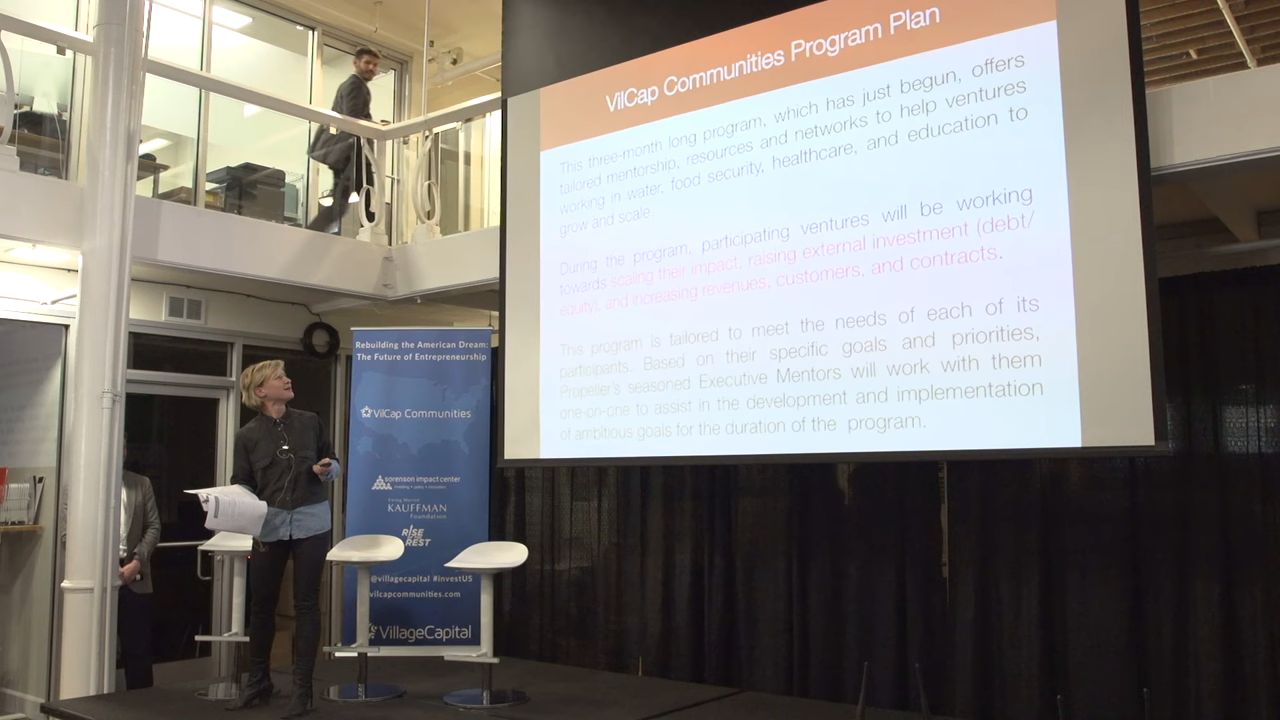 VilCap Communities Program Plan
This three-month long program, which has just begun, offers
tailored mentorship, resources and networks to help ventures
working in water, food security, healthcare, and education to
grow and scale
During the program, participating ventures will be working
towards scaling their impact, raising external investment (debt/
equity), and increasing revenues, customers, and contracts.
This program is tailored to meet the needs of each of its
participants. Based on their specific goals and priorities,
Propeller's seasoned Executive Mentors will work with them
one-on-one to assist in the development and implementation
of ambitious goals for the duration of the program.
Rebuilding the American Dream:
The Future of Entrepreneurship
VilCap Communities
sorenson impact center
KAUFFMAN
Foundation
RISE
REST
@villagecapital #investUS
vilcapcommunities.com
VillageCapital